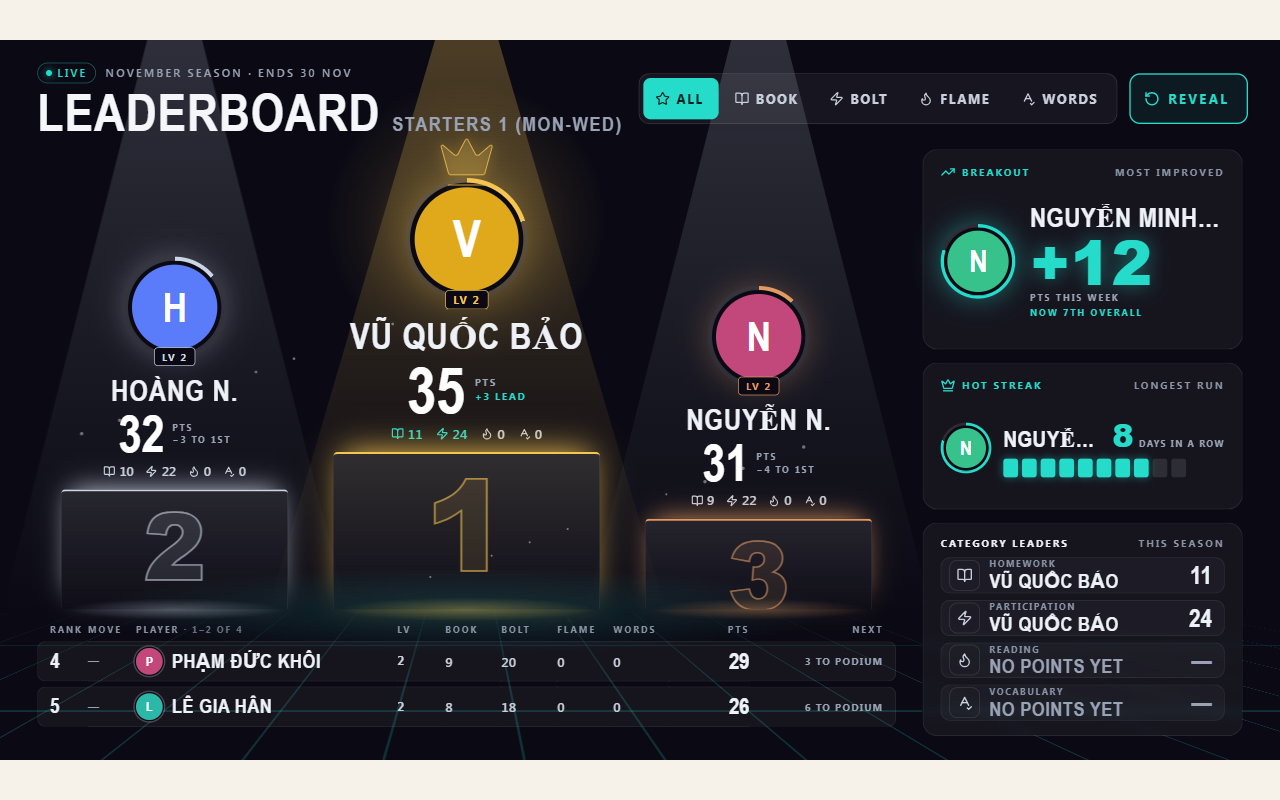 LIVE NOVEMBER SEASON · ENDS 30 NOV
LEADERBOARD STARTERS 1 (MON-WED)
ALL BOOK BOLT FLAME WORDS REVEAL
H
LV 2
HOÀNG N.
32 PTS
−3 TO 1ST
10 22 0 0
2
V
LV 2
VŨ QUỐC BẢO
35 PTS
+3 LEAD
11 24 0 0
1
N
LV 2
NGUYỄN N.
31 PTS
−4 TO 1ST
9 22 0 0
3
RANK MOVE PLAYER · 1–2 OF 4 LV BOOK BOLT FLAME WORDS PTS NEXT
4 — P PHẠM ĐỨC KHÔI 2 9 20 0 0 29 3 TO PODIUM
5 — L LÊ GIA HÂN 2 8 18 0 0 26 6 TO PODIUM
BREAKOUT MOST IMPROVED
N
NGUYỄN MINH...
+12
PTS THIS WEEK
NOW 7TH OVERALL
HOT STREAK LONGEST RUN
N
NGUYỄ... 8 DAYS IN A ROW
CATEGORY LEADERS THIS SEASON
HOMEWORK
VŨ QUỐC BẢO 11
PARTICIPATION
VŨ QUỐC BẢO 24
READING
NO POINTS YET —
VOCABULARY
NO POINTS YET —